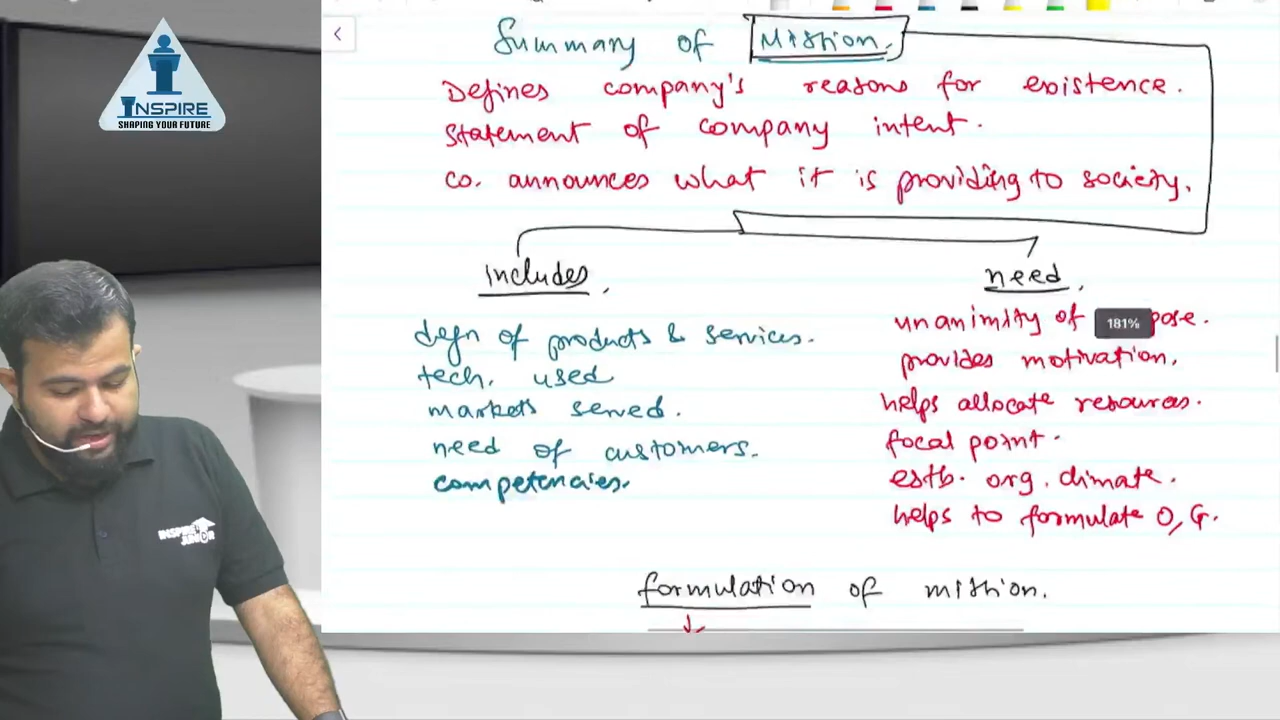 INSPIRE
SHAPING YOUR FUTURE
Summary of Mission.
Defines company's reasons for existence.
Statement of company intent.
co. announces what it is providing to society.
includes.
need.
defn of products & services.
tech. used
markets served.
need of customers.
competencies.
unanimity of pose.
181%
provides motivation.
helps allocate resources.
focal point.
estb. org. climate.
helps to formulate O, G.
formulation of mission.
INSPIRE
JUNIOR